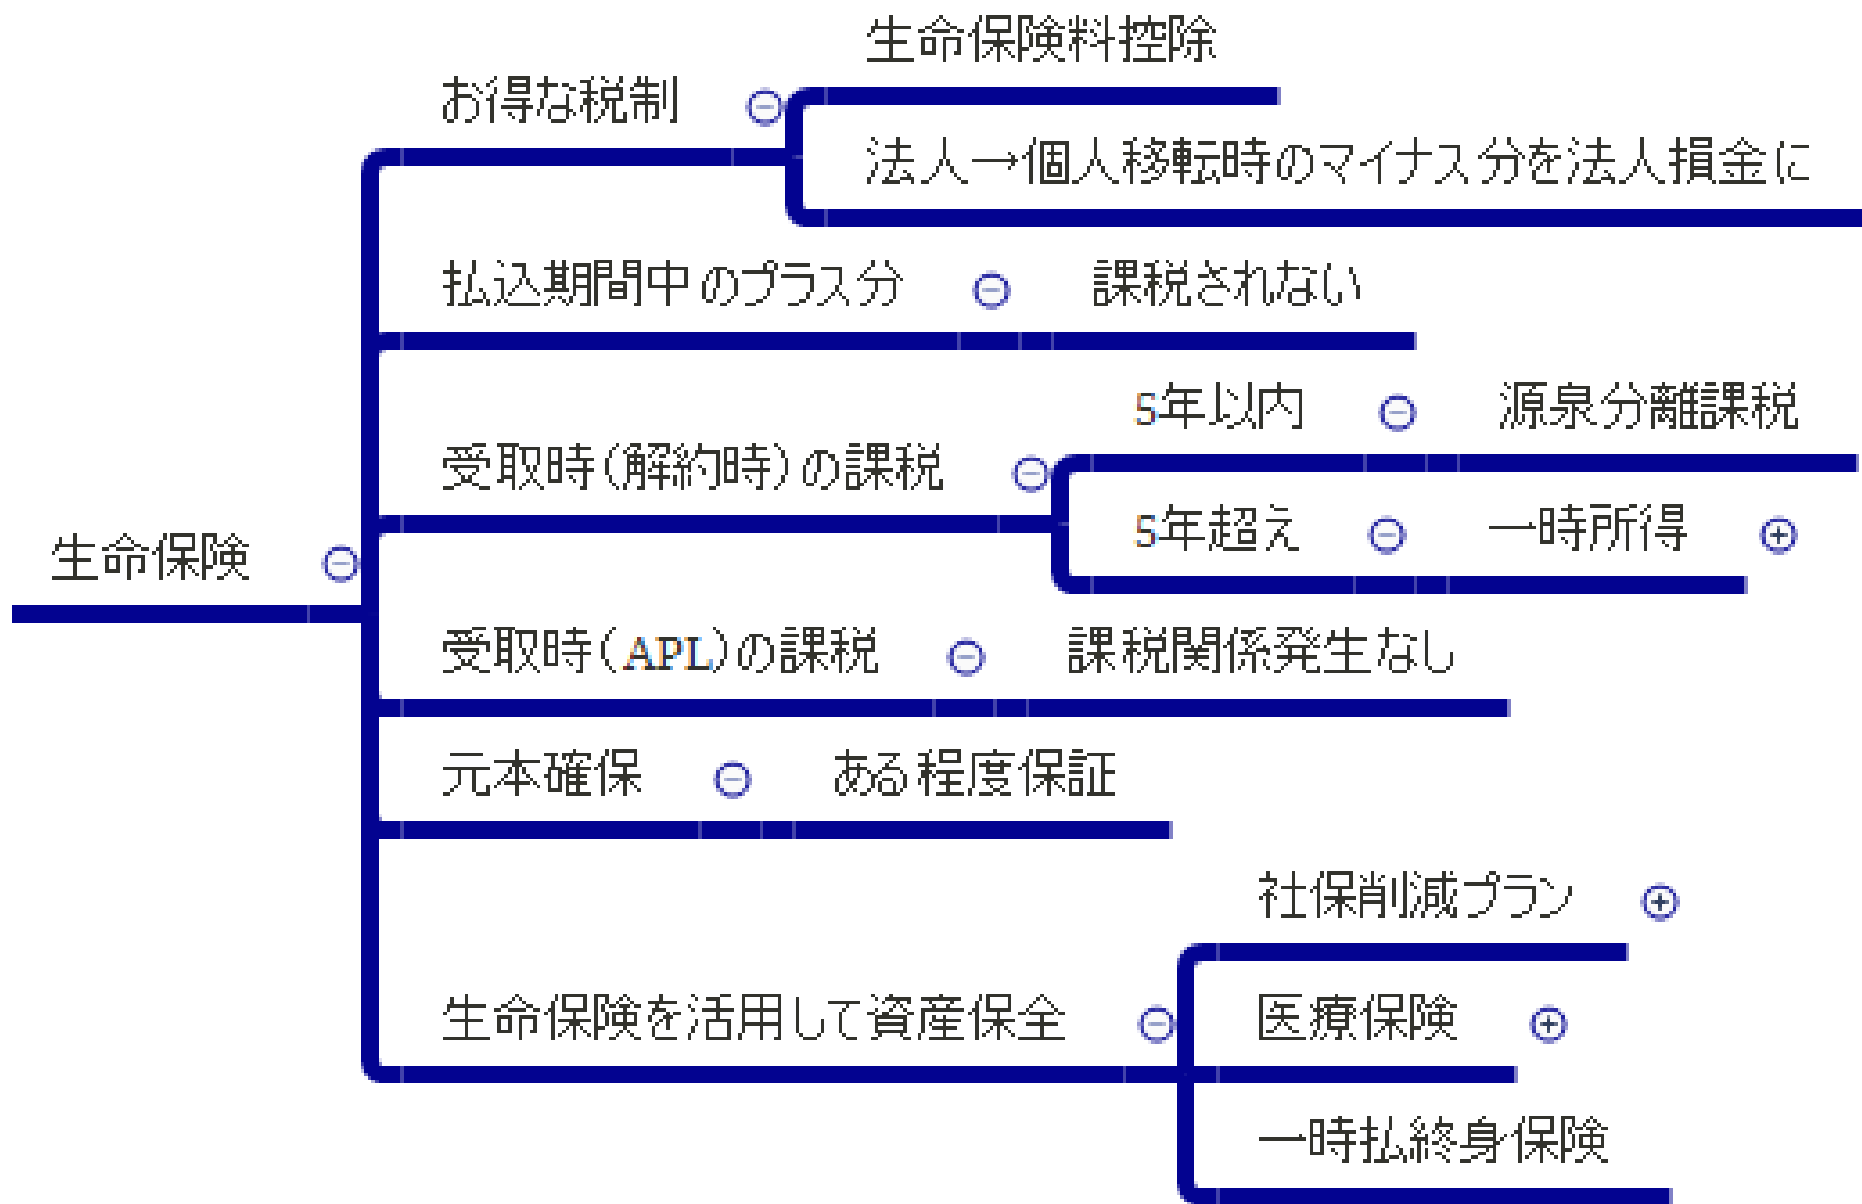 生命保険料控除
お得な税制
法人→個人移転時のマイナス分を法人損金に
払込期間中のプラス分 課税されない
5年以内 源泉分離課税
受取時(解約時)の課税
5年超え 一時所得
生命保険
受取時(APL)の課税 課税関係発生なし
元本確保 ある程度保証
社保削減プラン
生命保険を活用して資産保全 医療保険
一時払終身保険